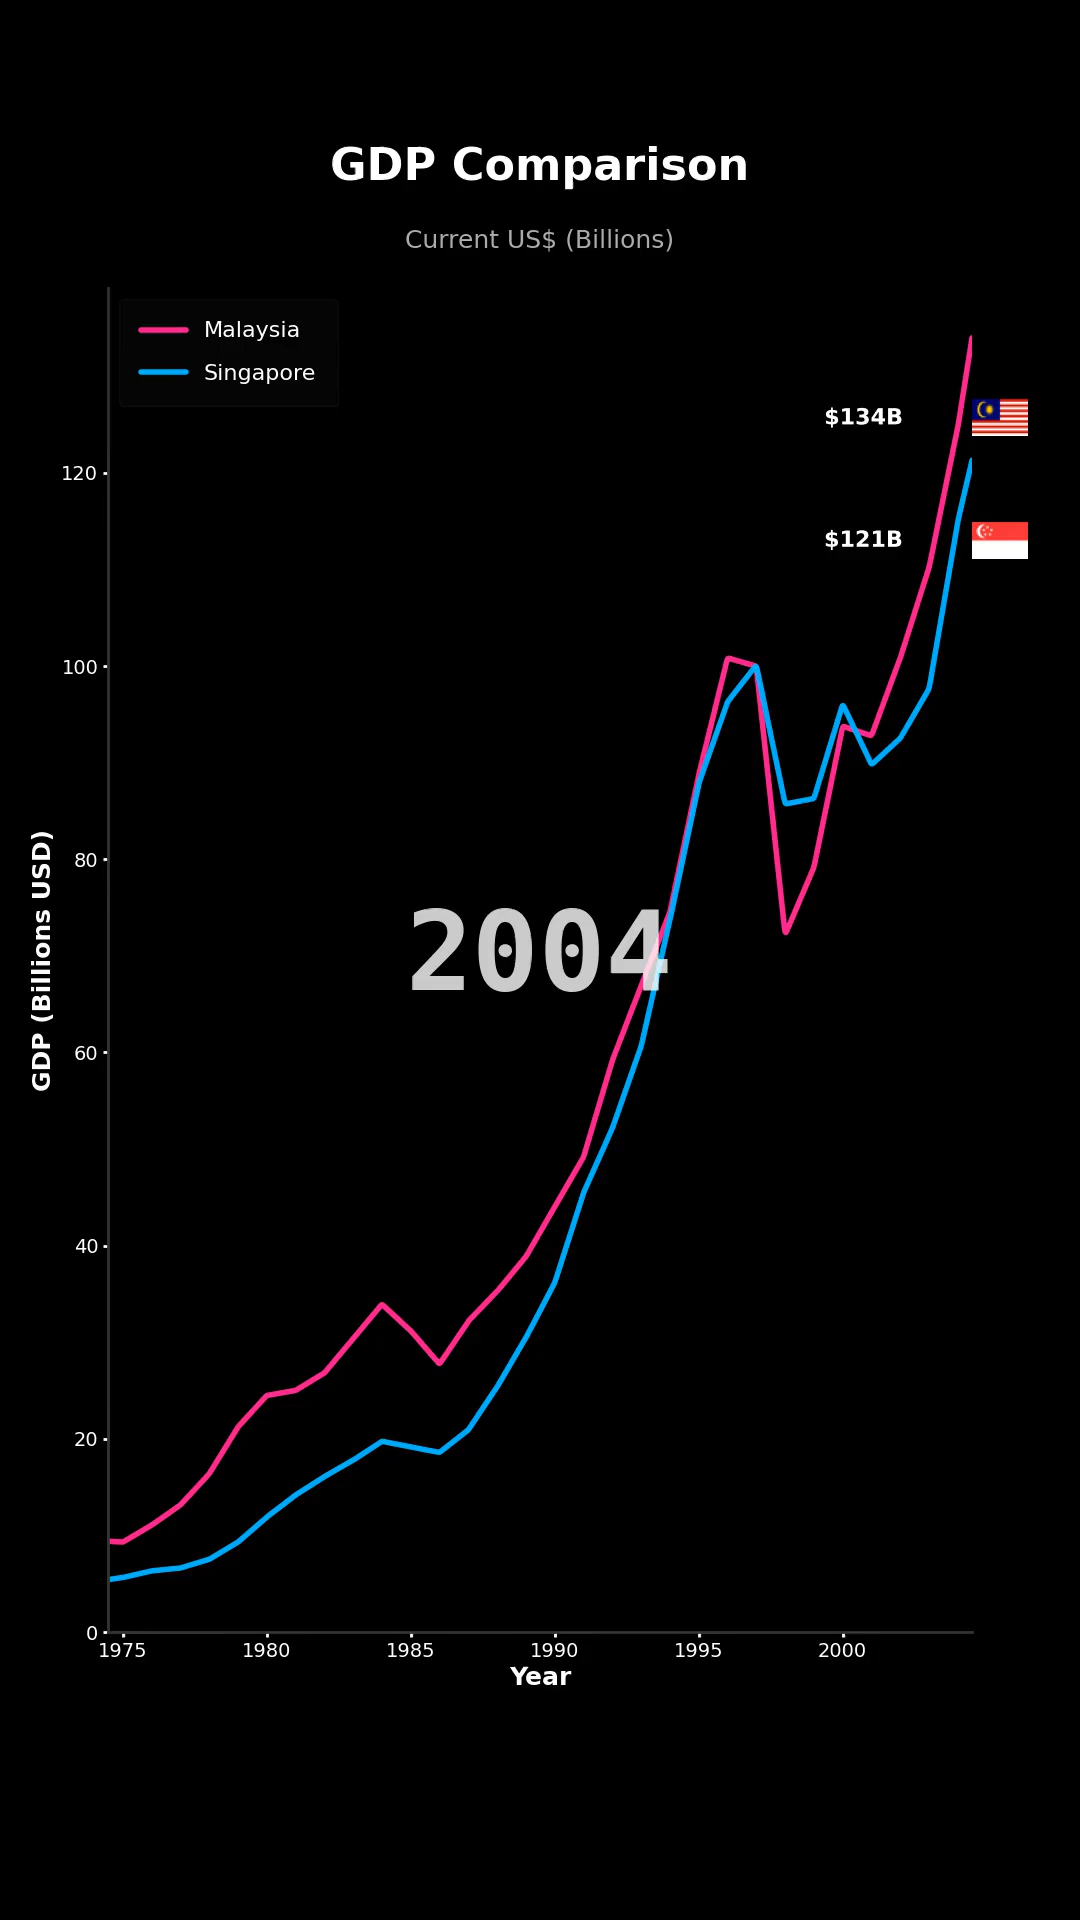 GDP Comparison
Current US$ (Billions)
Malaysia
Singapore
$134B
$121B
120
100
80
60
40
20
0
2004
GDP (Billions USD)
1975 1980 1985 1990 1995 2000
Year